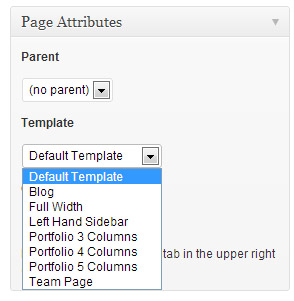 Page Attributes
Parent
(no parent)
Template
Default Template
Default Template
Blog
Full Width
Left Hand Sidebar
Portfolio 3 Columns
Portfolio 4 Columns tab in the upper right
Portfolio 5 Columns
Team Page